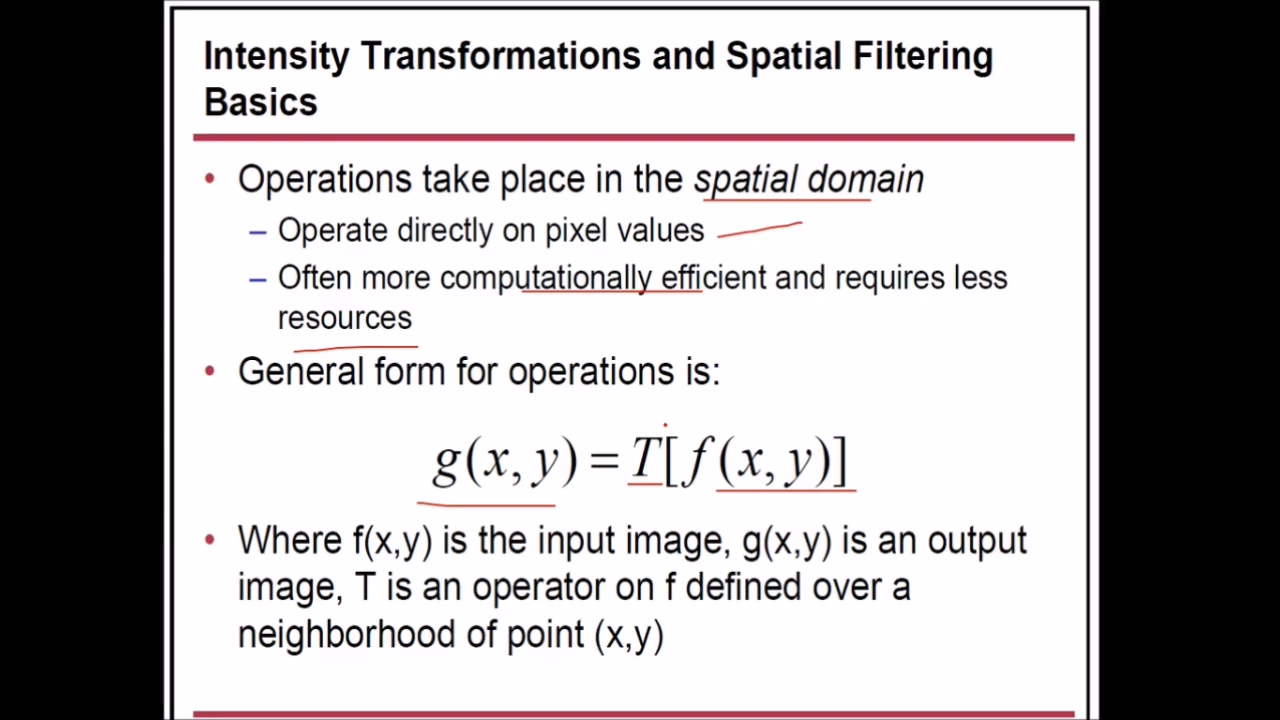 Intensity Transformations and Spatial Filtering
Basics
• Operations take place in the spatial domain
– Operate directly on pixel values
– Often more computationally efficient and requires less
resources
• General form for operations is:
g(x, y) = T[f(x, y)]
• Where f(x,y) is the input image, g(x,y) is an output
image, T is an operator on f defined over a
neighborhood of point (x,y)